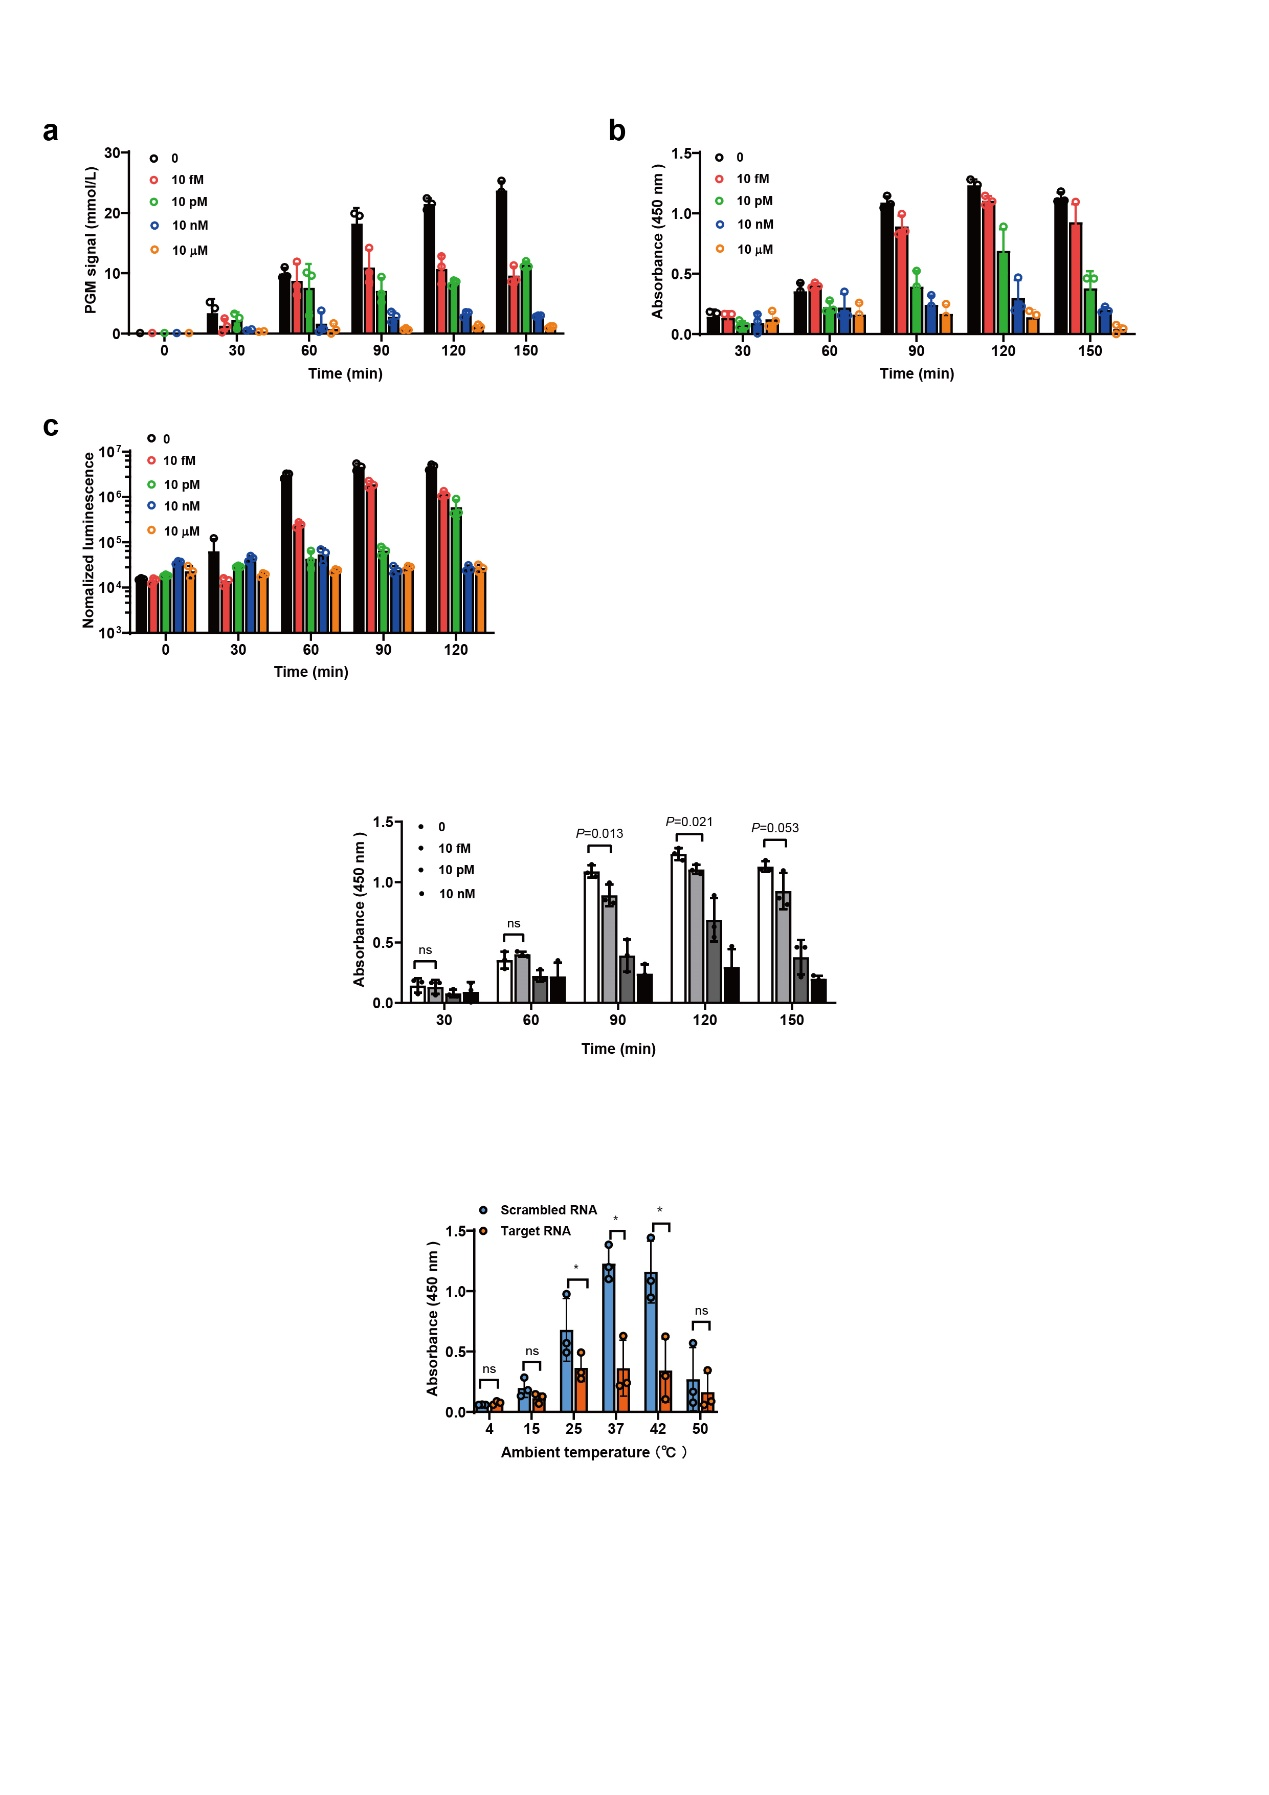 a
PGM signal (mmol/L)
30
20
10
0
0
10 fM
10 pM
10 nM
10 μM
0 30 60 90 120 150
Time (min)
b
Absorbance (450 nm )
1.5
1.0
0.5
0.0
0
10 fM
10 pM
10 nM
10 μM
30 60 90 120 150
Time (min)
c
Nomalized luminescence
10⁷
10⁶
10⁵
10⁴
10³
0
10 fM
10 pM
10 nM
10 μM
0 30 60 90 120
Time (min)
Absorbance (450 nm )
1.5
1.0
0.5
0.0
0
10 fM
10 pM
10 nM
ns
ns
P=0.013
P=0.021
P=0.053
30 60 90 120 150
Time (min)
Absorbance (450 nm )
1.5
1.0
0.5
0.0
Scrambled RNA
Target RNA
ns
ns
*
*
*
ns
4 15 25 37 42 50
Ambient temperature (℃ )